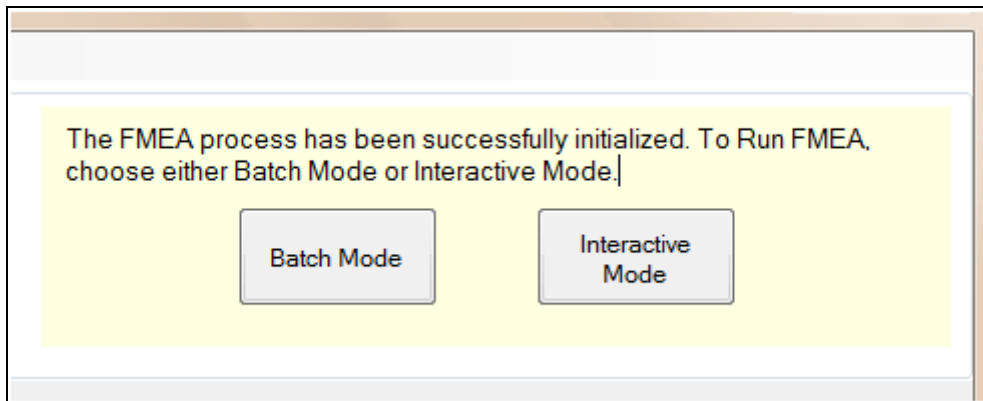 The FMEA process has been successfully initialized. To Run FMEA,
choose either Batch Mode or Interactive Mode.
Batch Mode
Interactive
Mode